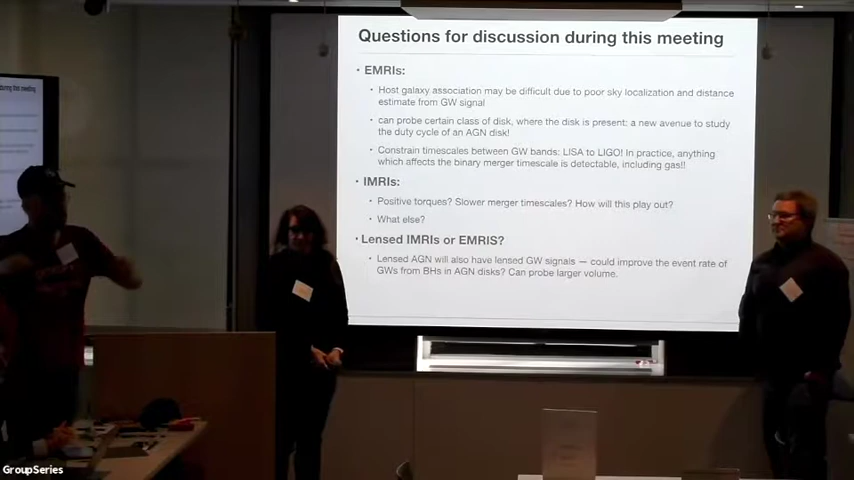 Questions for discussion during this meeting
• EMRIs:
• Host galaxy association may be difficult due to poor sky localization and distance
estimate from GW signal
• can probe certain class of disk, where the disk is present: a new avenue to study
the duty cycle of an AGN disk!
• Constrain timescales between GW bands: LISA to LIGO! In practice, anything
which affects the binary merger timescale is detectable, including gas!!
• IMRIs:
• Positive torques? Slower merger timescales? How will this play out?
• What else?
• Lensed IMRIs or EMRIS?
• Lensed AGN will also have lensed GW signals — could improve the event rate of
GWs from BHs in AGN disks? Can probe larger volume.
during this meeting
GroupSeries